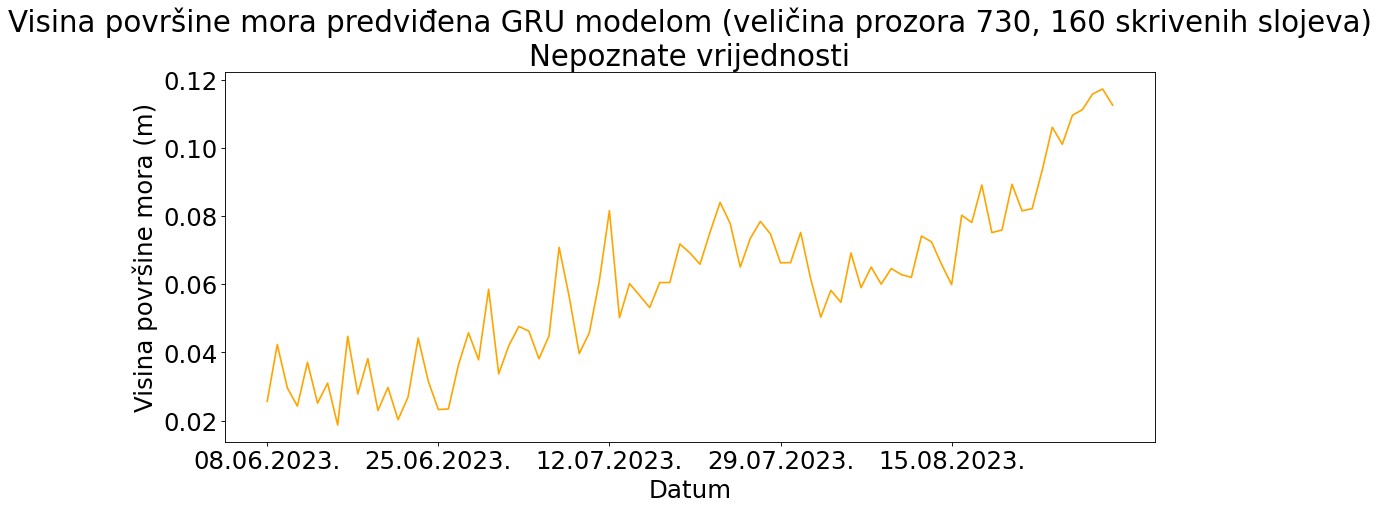 Visina površine mora predviđena GRU modelom (veličina prozora 730, 160 skrivenih slojeva)
Nepoznate vrijednosti
0.12
0.10
0.08
0.06
0.04
0.02
Visina površine mora (m)
08.06.2023. 25.06.2023. 12.07.2023. 29.07.2023. 15.08.2023.
Datum